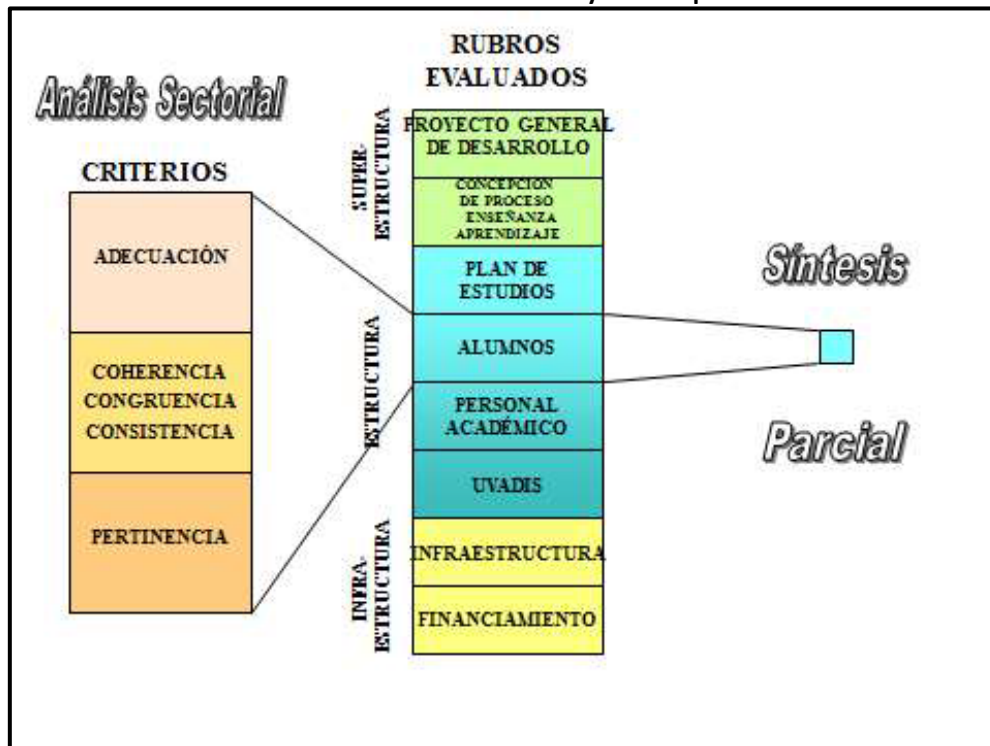 Análisis Sectorial
CRITERIOS
ADECUACIÓN
COHERENCIA
CONGRUENCIA
CONSISTENCIA
PERTINENCIA
RUBROS
EVALUADOS
SUPER-
ESTRUCTURA
PROYECTO GENERAL
DE DESARROLLO
CONCEPCIÓN
DE PROCESO
ENSEÑANZA
APRENDIZAJE
ESTRUCTURA
PLAN DE
ESTUDIOS
ALUMNOS
PERSONAL
ACADÉMICO
UVADIS
INFRA-
ESTRUCTURA
INFRAESTRUCTURA
FINANCIAMIENTO
Síntesis
Parcial